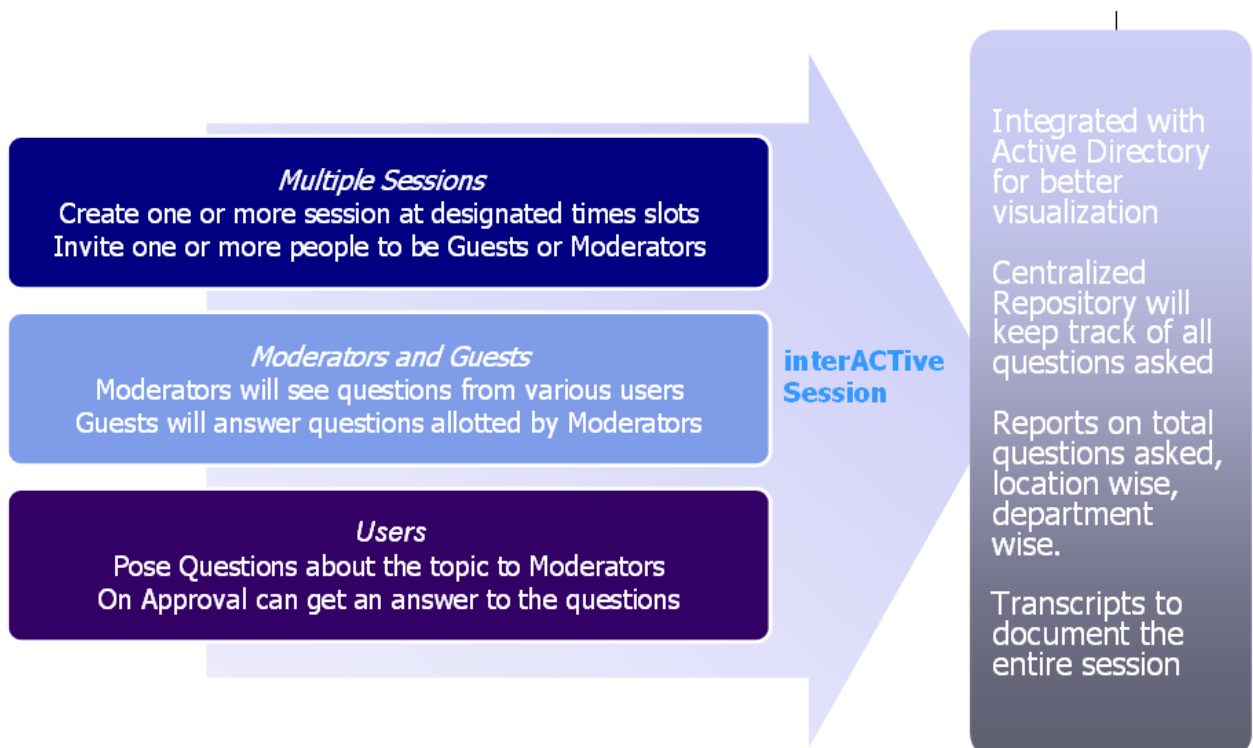 Multiple Sessions
Create one or more session at designated times slots
Invite one or more people to be Guests or Moderators
Moderators and Guests
Moderators will see questions from various users
Guests will answer questions allotted by Moderators
Users
Pose Questions about the topic to Moderators
On Approval can get an answer to the questions
interACTive
Session
Integrated with
Active Directory
for better
visualization
Centralized
Repository will
keep track of all
questions asked
Reports on total
questions asked,
location wise,
department
wise.
Transcripts to
document the
entire session